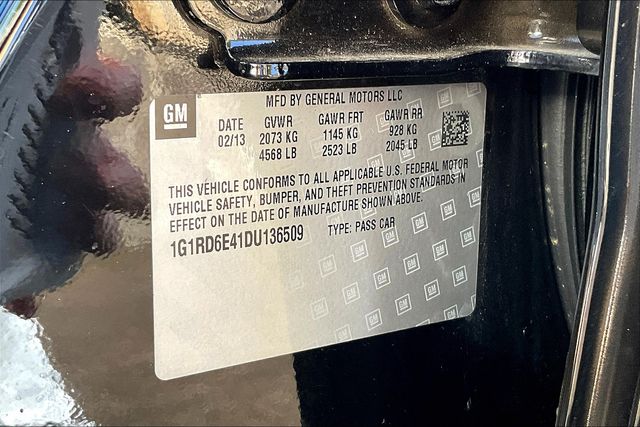 GM
MFD BY GENERAL MOTORS LLC
DATE GVWR GAWR FRT GAWR RR
02/13 2073 KG 1145 KG 928 KG
4568 LB 2523 LB 2045 LB
THIS VEHICLE CONFORMS TO ALL APPLICABLE U.S. FEDERAL MOTOR
VEHICLE SAFETY, BUMPER, AND THEFT PREVENTION STANDARDS IN
EFFECT ON THE DATE OF MANUFACTURE SHOWN ABOVE.
1G1RD6E41DU136509 TYPE: PASS CAR